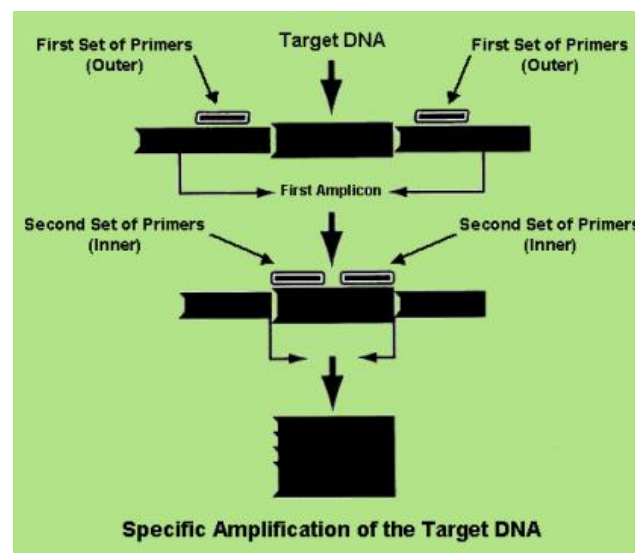 First Set of Primers
(Outer)
Target DNA
First Set of Primers
(Outer)
First Amplicon
Second Set of Primers
(Inner)
Second Set of Primers
(Inner)
Specific Amplification of the Target DNA